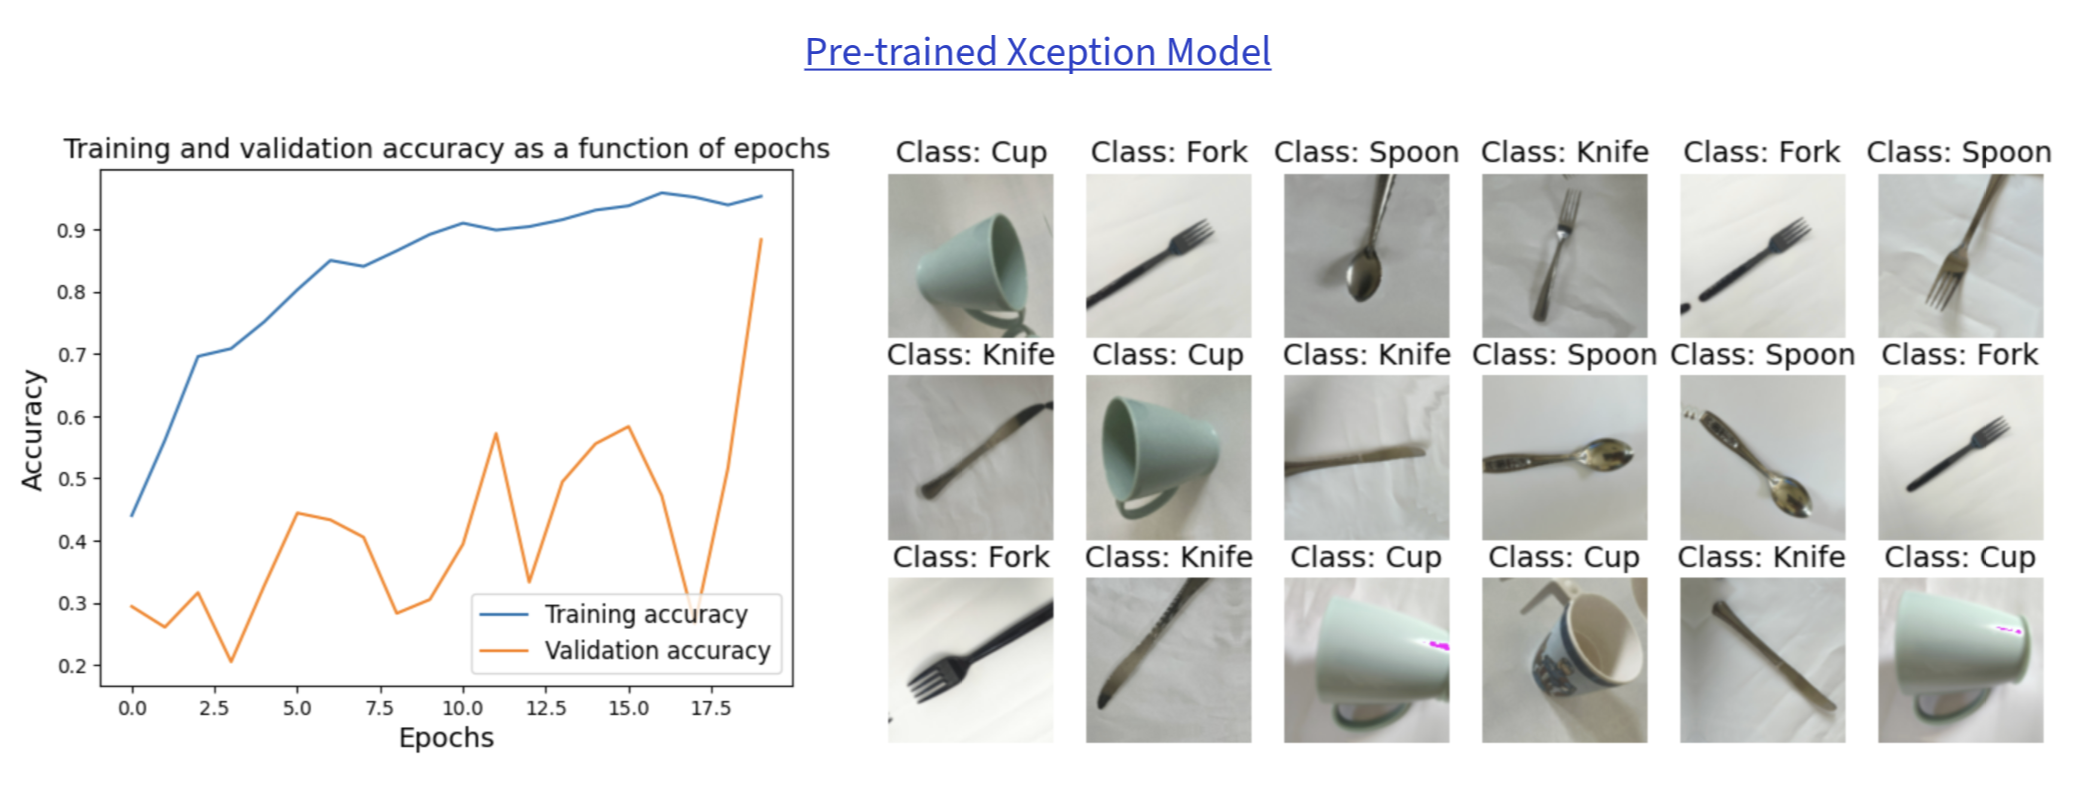 Pre-trained Xception Model
Training and validation accuracy as a function of epochs
Accuracy
0.9
0.8
0.7
0.6
0.5
0.4
0.3
0.2
Training accuracy
Validation accuracy
0.0 2.5 5.0 7.5 10.0 12.5 15.0 17.5
Epochs
Class: Cup Class: Fork Class: Spoon Class: Knife Class: Fork Class: Spoon
Class: Knife Class: Cup Class: Knife Class: Spoon Class: Spoon Class: Fork
Class: Fork Class: Knife Class: Cup Class: Cup Class: Knife Class: Cup